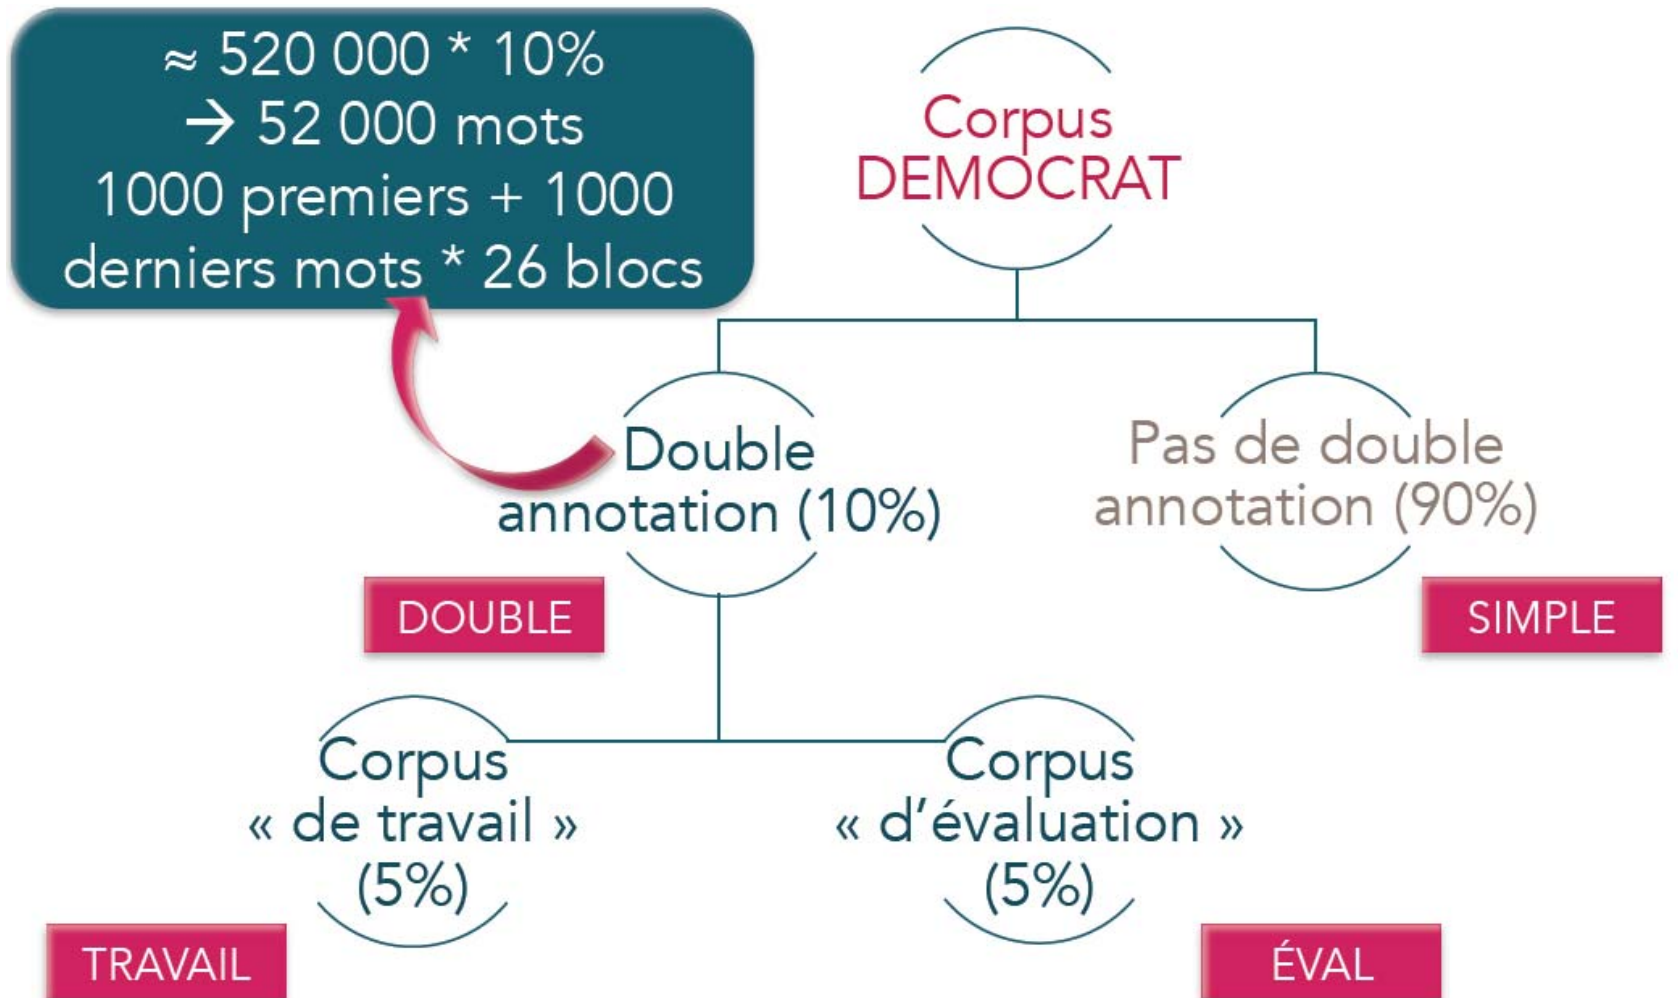 ≈ 520 000 * 10%
→ 52 000 mots
1000 premiers + 1000
derniers mots * 26 blocs
Corpus
DEMOCRAT
Double
annotation (10%)
Pas de double
annotation (90%)
DOUBLE
SIMPLE
Corpus
« de travail »
(5%)
Corpus
« d’évaluation »
(5%)
TRAVAIL
ÉVAL